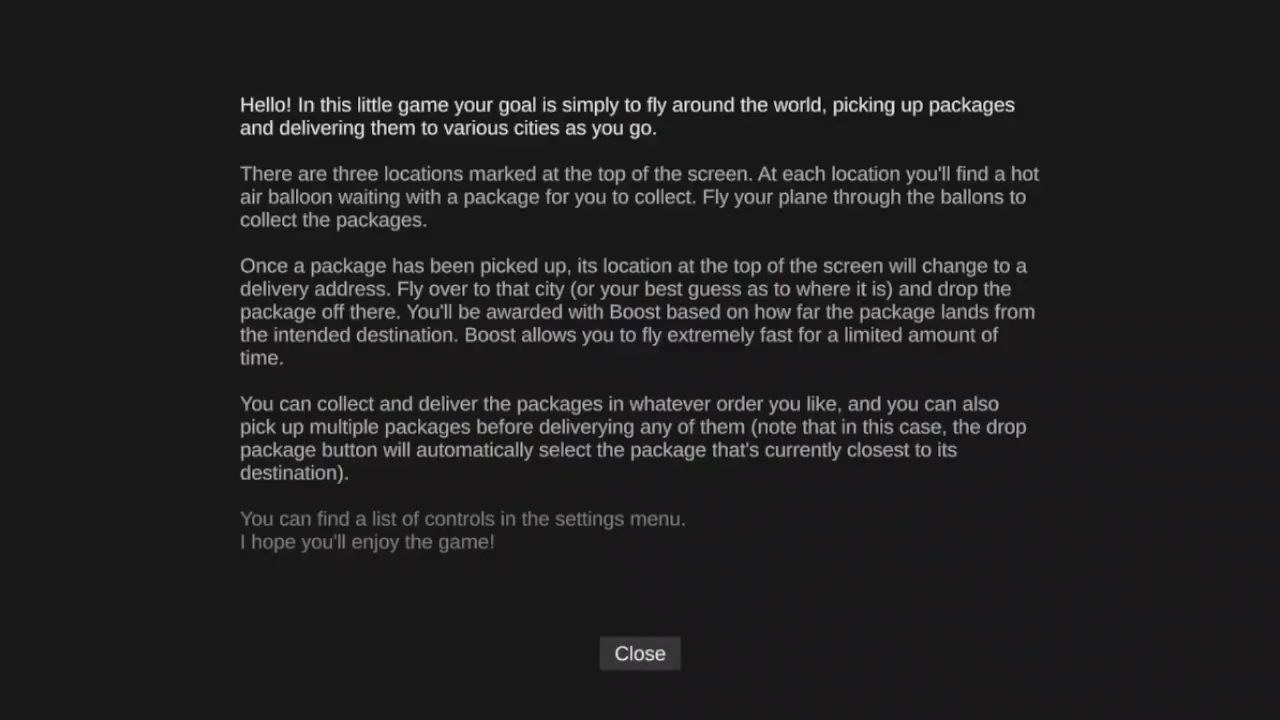 Hello! In this little game your goal is simply to fly around the world, picking up packages
and delivering them to various cities as you go.
There are three locations marked at the top of the screen. At each location you'll find a hot
air balloon waiting with a package for you to collect. Fly your plane through the ballons to
collect the packages.
Once a package has been picked up, its location at the top of the screen will change to a
delivery address. Fly over to that city (or your best guess as to where it is) and drop the
package off there. You'll be awarded with Boost based on how far the package lands from
the intended destination. Boost allows you to fly extremely fast for a limited amount of
time.
You can collect and deliver the packages in whatever order you like, and you can also
pick up multiple packages before deliverying any of them (note that in this case, the drop
package button will automatically select the package that's currently closest to its
destination).
You can find a list of controls in the settings menu.
I hope you'll enjoy the game!
Close